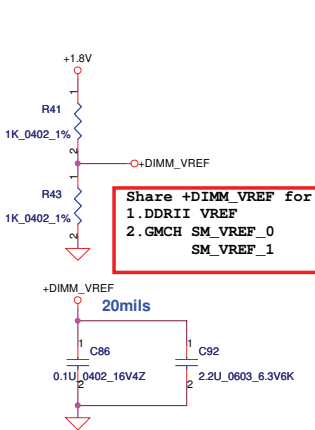 +1.8V
1
R41
1K_0402_1%
2
+DIMM_VREF
1
R43
1K_0402_1%
2
Share +DIMM_VREF for
1.DDRII VREF
2.GMCH SM_VREF_0
SM_VREF_1
+DIMM_VREF
20mils
1
C86
0.1U_0402_16V4Z
2
1
C92
2.2U_0603_6.3V6K
2